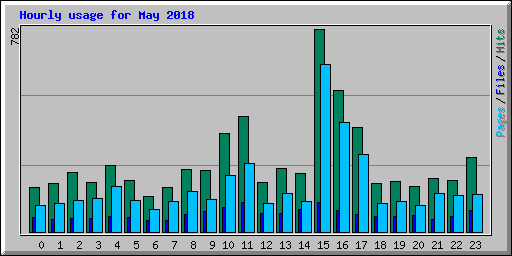 Hourly usage for May 2018
782
Pages / Files / Hits
0 1 2 3 4 5 6 7 8 9 10 11 12 13 14 15 16 17 18 19 20 21 22 23